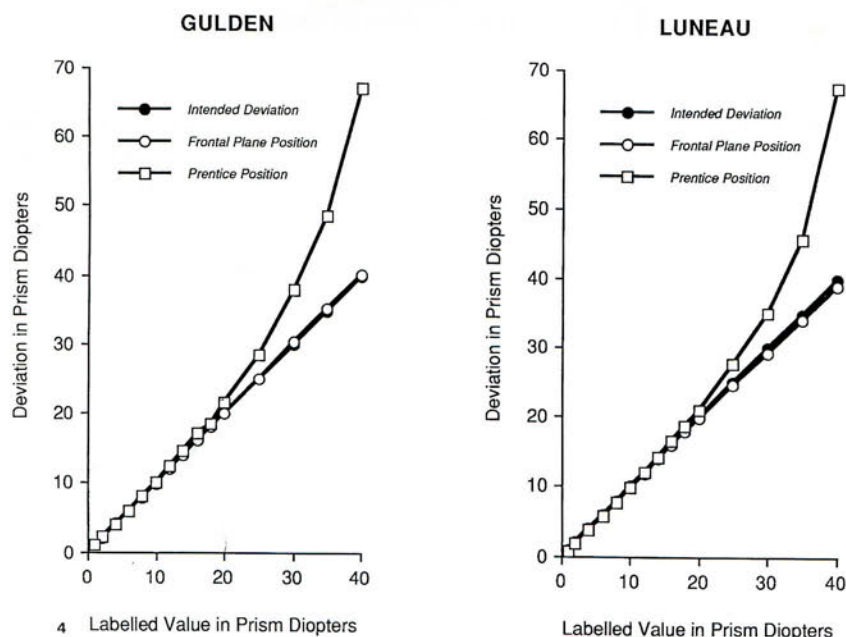 GULDEN
70
60
50
40
30
20
10
0
Deviation in Prism Diopters
Intended Deviation
Frontal Plane Position
Prentice Position
0 10 20 30 40
4 Labelled Value in Prism Diopters
LUNEAU
70
60
50
40
30
20
10
0
Deviation in Prism Diopters
Intended Deviation
Frontal Plane Position
Prentice Position
0 10 20 30 40
Labelled Value in Prism Diopters